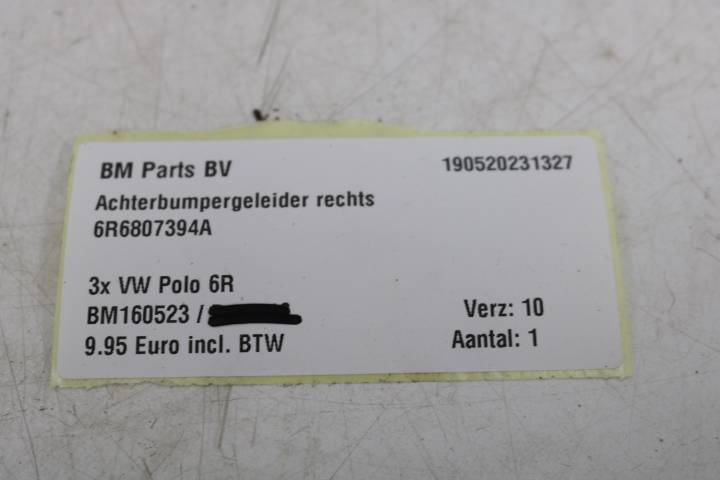 BM Parts BV 190520231327
Achterbumpergeleider rechts
6R6807394A
3x VW Polo 6R
BM160523 / Verz: 10
9.95 Euro incl. BTW Aantal: 1